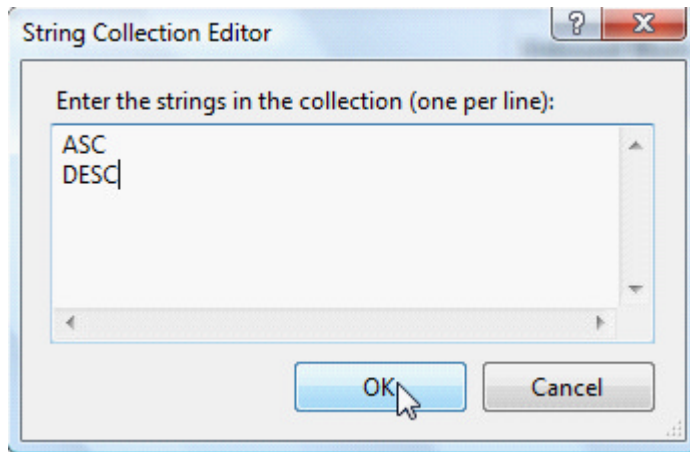 String Collection Editor
Enter the strings in the collection (one per line):
ASC
DESC
OK
Cancel